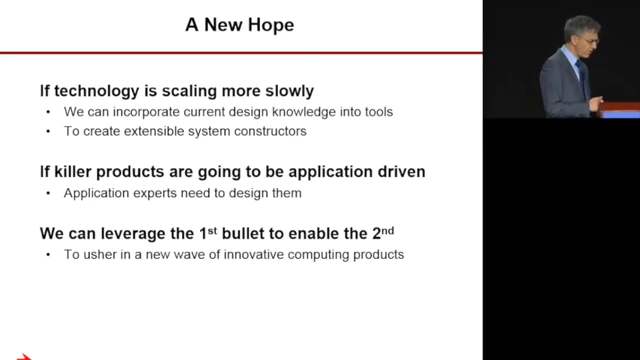 A New Hope
If technology is scaling more slowly
• We can incorporate current design knowledge into tools
• To create extensible system constructors
If killer products are going to be application driven
• Application experts need to design them
We can leverage the 1st bullet to enable the 2nd
• To usher in a new wave of innovative computing products